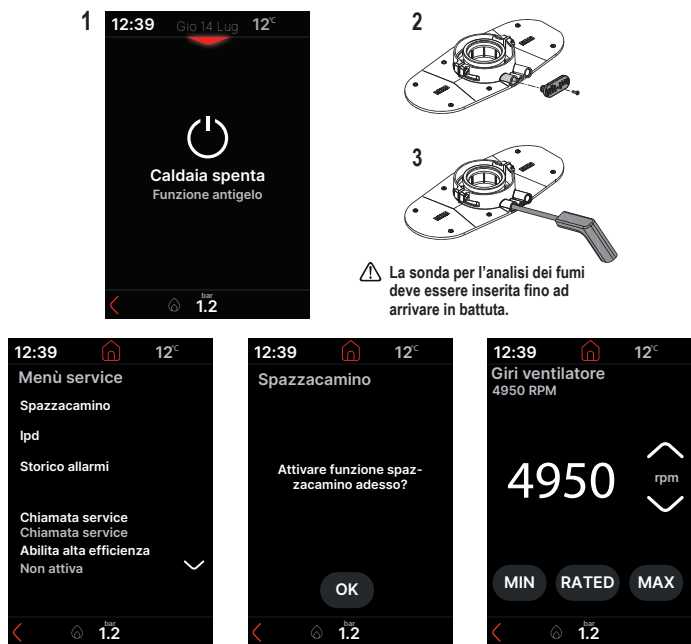 1
12:39 Gio 14 Lug 12°C
Caldaia spenta
Funzione antigelo
bar
1.2
2
3
La sonda per l'analisi dei fumi
deve essere inserita fino ad
arrivare in battuta.
12:39 12°C
Menù service
Spazzacamino
Ipd
Storico allarmi
Chiamata service
Chiamata service
Abilita alta efficienza
Non attiva
bar
1.2
12:39 12°C
Spazzacamino
Attivare funzione spaz-
zacamino adesso?
OK
bar
1.2
12:39 12°C
Giri ventilatore
4950 RPM
4950
rpm
MIN RATED MAX
bar
1.2